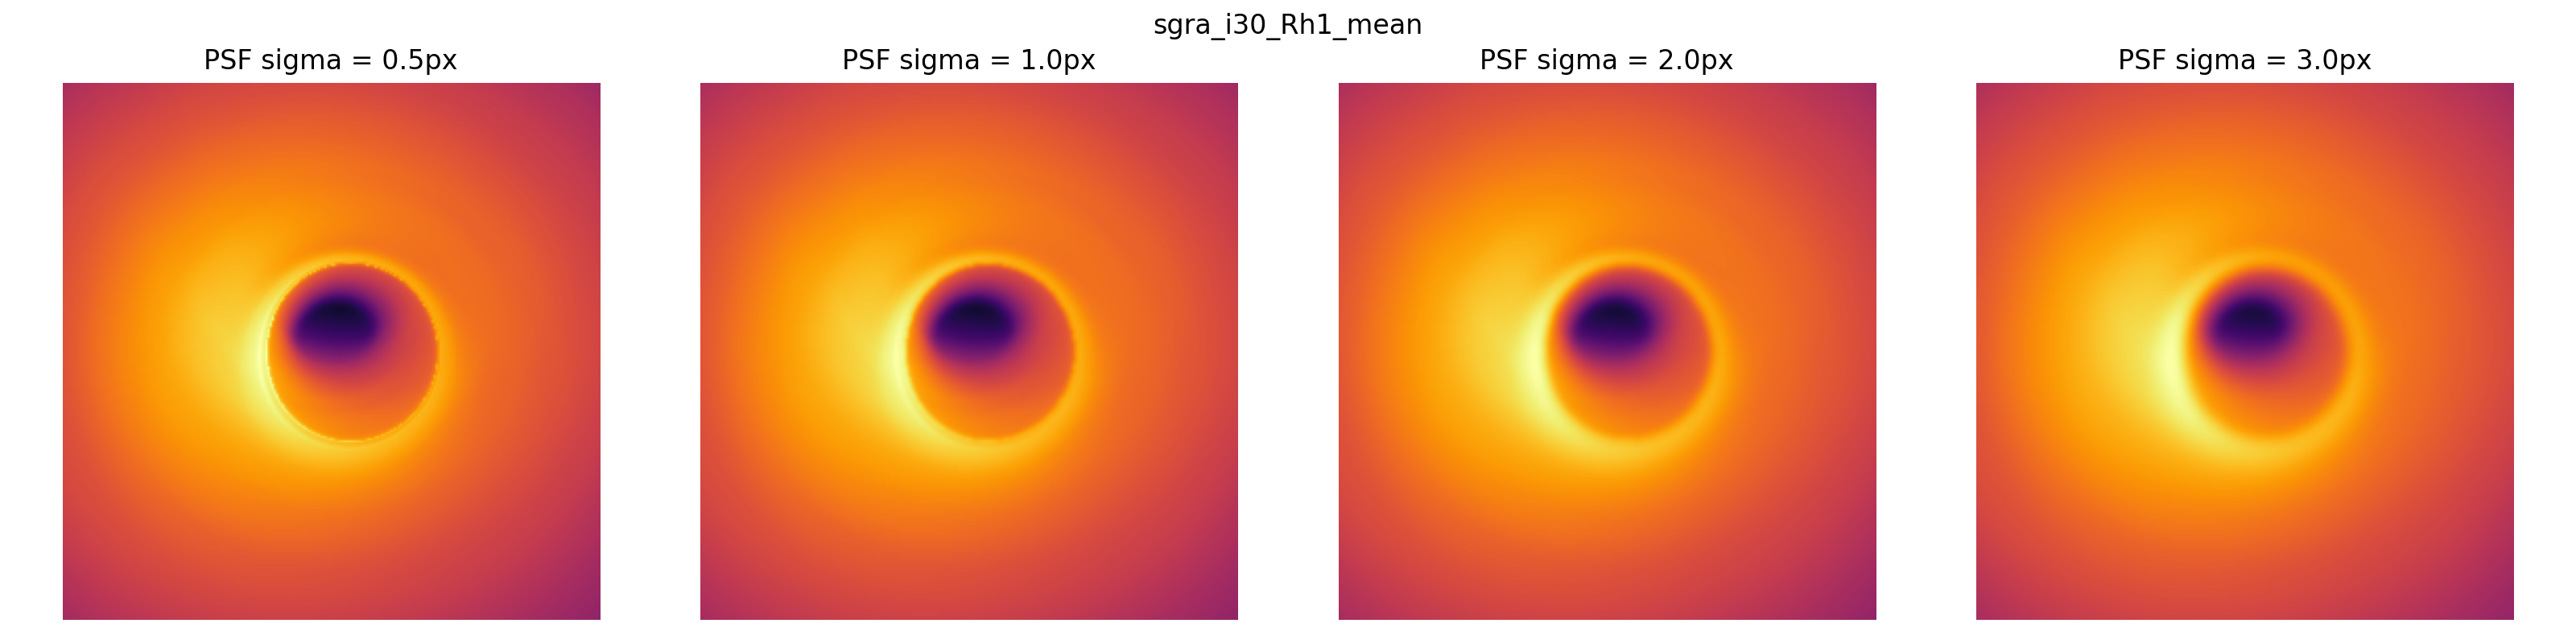 sgra_i30_Rh1_mean
PSF sigma = 0.5px
PSF sigma = 1.0px
PSF sigma = 2.0px
PSF sigma = 3.0px